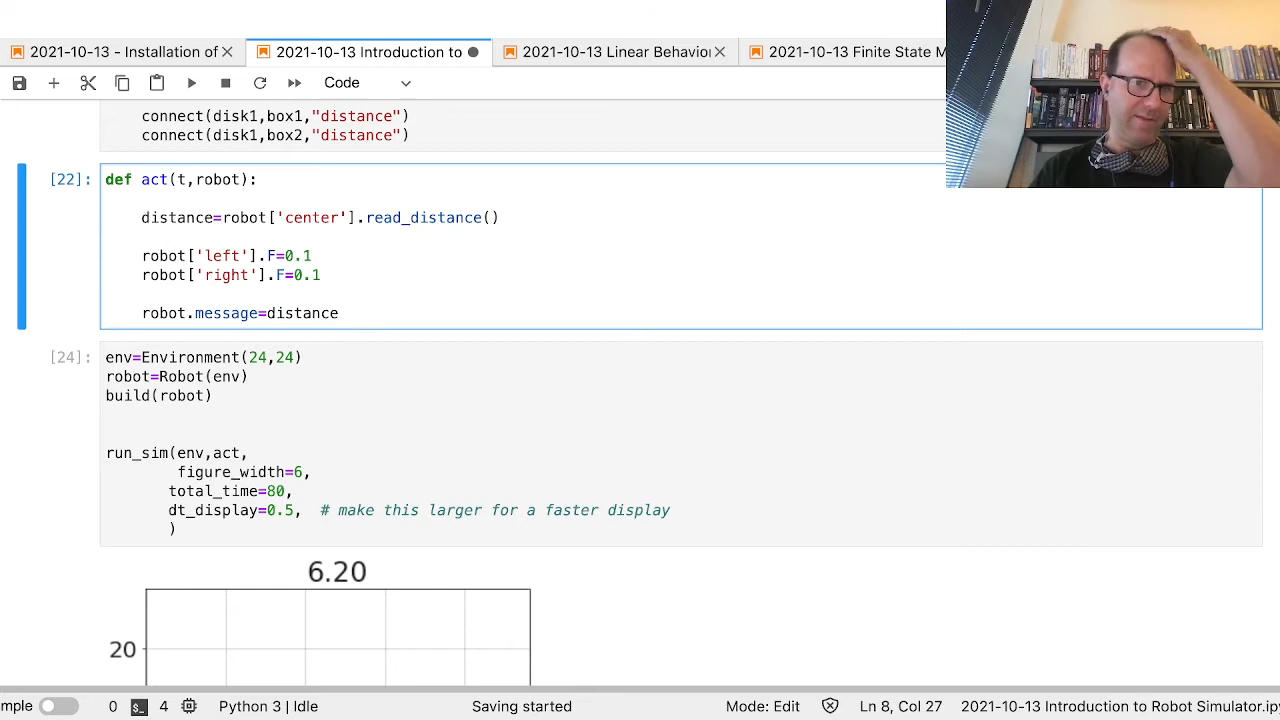 2021-10-13 - Installation of
2021-10-13 Introduction to
2021-10-13 Linear Behavior
2021-10-13 Finite State M
Code
connect(disk1,box1,"distance")
connect(disk1,box2,"distance")
[22]:
def act(t,robot):
distance=robot['center'].read_distance()
robot['left'].F=0.1
robot['right'].F=0.1
robot.message=distance
[24]:
env=Environment(24,24)
robot=Robot(env)
build(robot)
run_sim(env,act,
figure_width=6,
total_time=80,
dt_display=0.5,  # make this larger for a faster display
)
6.20
20
mple
0
$_
4
Python 3 | Idle
Saving started
Mode: Edit
Ln 8, Col 27
2021-10-13 Introduction to Robot Simulator.ip